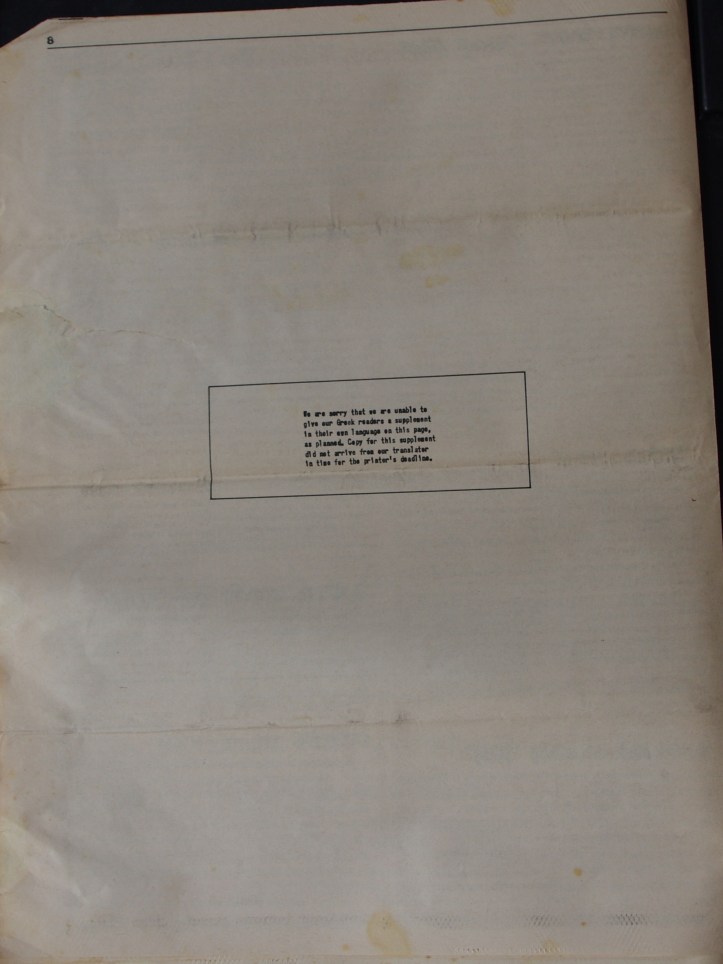 8
We are sorry that we are unable to
give our Greek readers a supplement
in their own language on this page,
as planned. Copy for this supplement
did not arrive from our translator
in time for the printer's deadline.